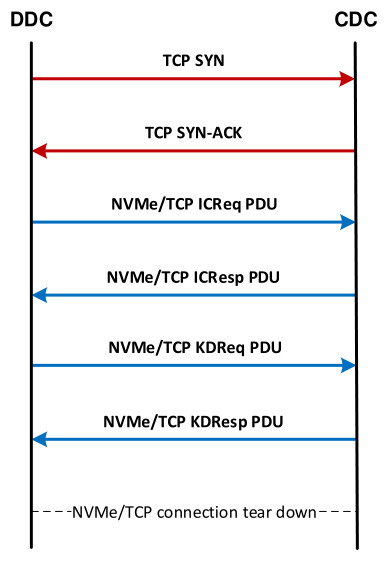 DDC CDC
TCP SYN
TCP SYN-ACK
NVMe/TCP ICReq PDU
NVMe/TCP ICResp PDU
NVMe/TCP KDReq PDU
NVMe/TCP KDResp PDU
NVMe/TCP connection tear down